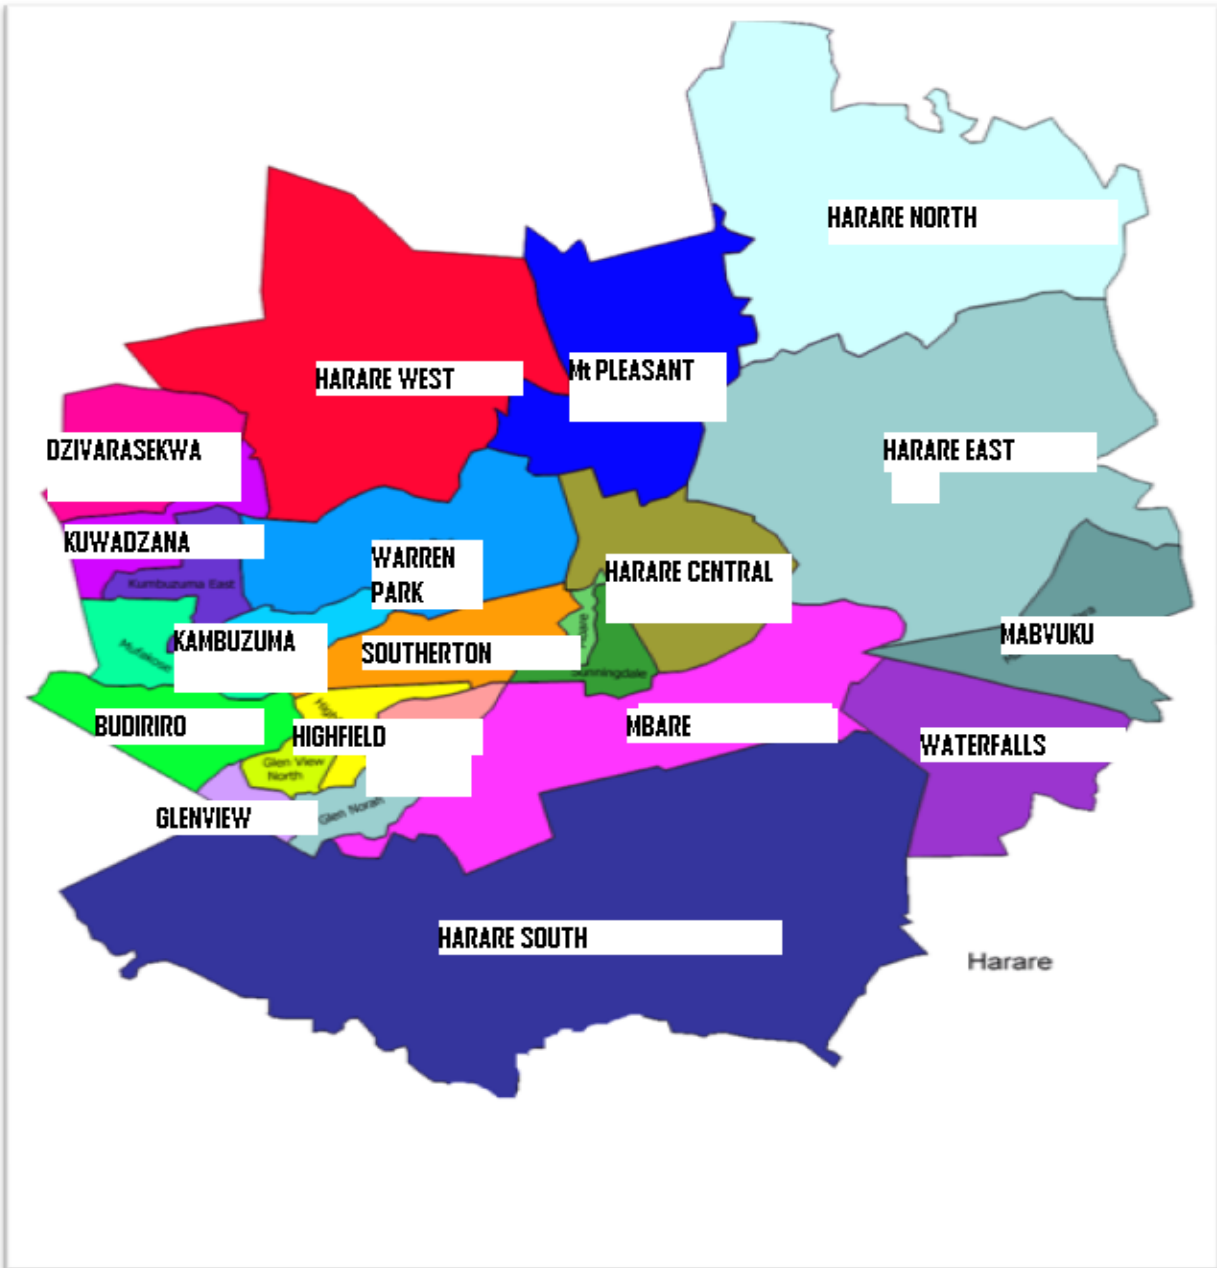 HARARE NORTH
HARARE WEST
Mt PLEASANT
DZIVARASEKWA
HARARE EAST
KUWADZANA
WARREN
PARK
HARARE CENTRAL
Kumbuzuma East
KAMBUZUMA
Mufakose
SOUTHERTON
MABVUKU
Sunningdale
BUDIRIRO
HIGHFIELD
MBARE
WATERFALLS
Glen View
North
GLENVIEW
Glen Norah
HARARE SOUTH
Harare